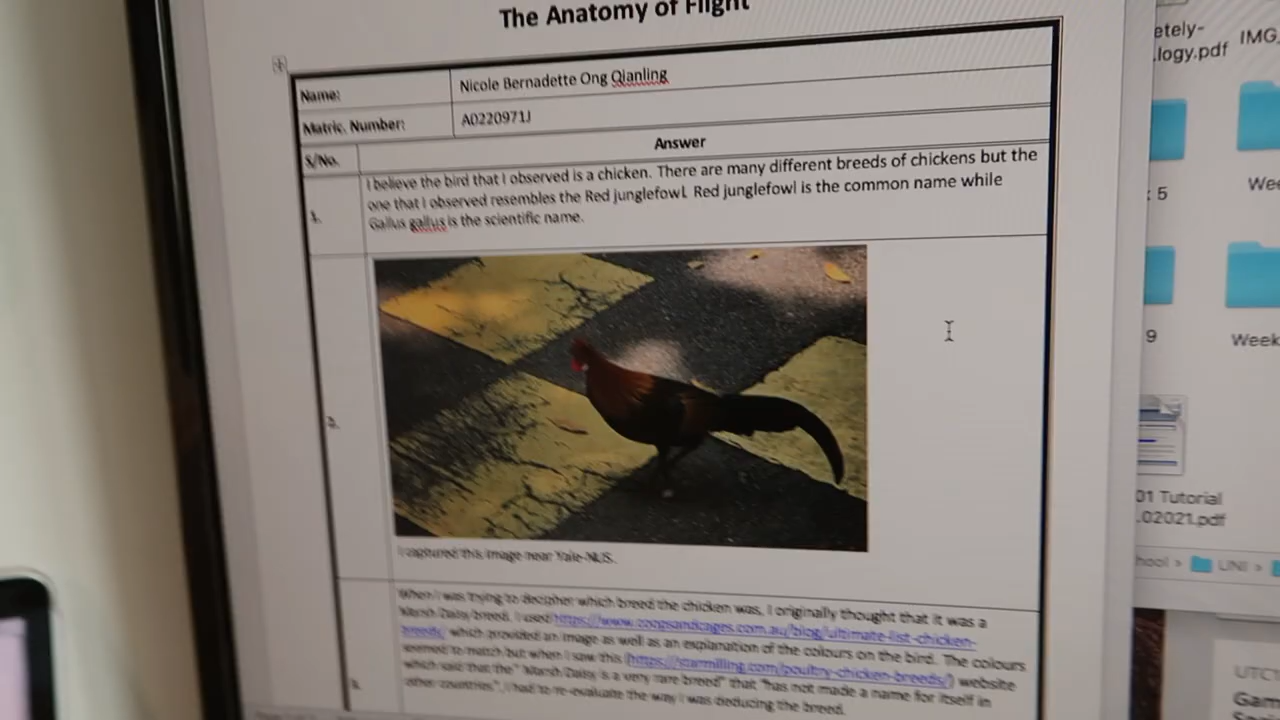 The Anatomy of Flight
Name:
Nicole Bernadette Ong Qianling
Matric. Number:
A0220971J
S/No.
Answer
1.
I believe the bird that I observed is a chicken. There are many different breeds of chickens but the
one that I observed resembles the Red junglefowl. Red junglefowl is the common name while
Gallus gallus is the scientific name.
2.
I captured this image near Yale-NUS.
3.
When I was trying to decipher which breed the chicken was, I originally thought that it was a
Marsh Daisy breed. I used https://www.coopsandcages.com.au/blog/ultimate-list-chicken-
breeds/ which provided an image as well as an explanation of the colours on the bird. The colours
seemed to match but when I saw this (https://starmilling.com/poultry-chicken-breeds/) website
which said that the "Marsh Daisy is a very rare breed" that "has not made a name for itself in
other countries", I had to re-evaluate the way I was deducing the breed.
etely-
.logy.pdf
IMG_
5
Wee
9
Week
01 Tutorial
.02021.pdf
hool > UNI >
UTC
Gam